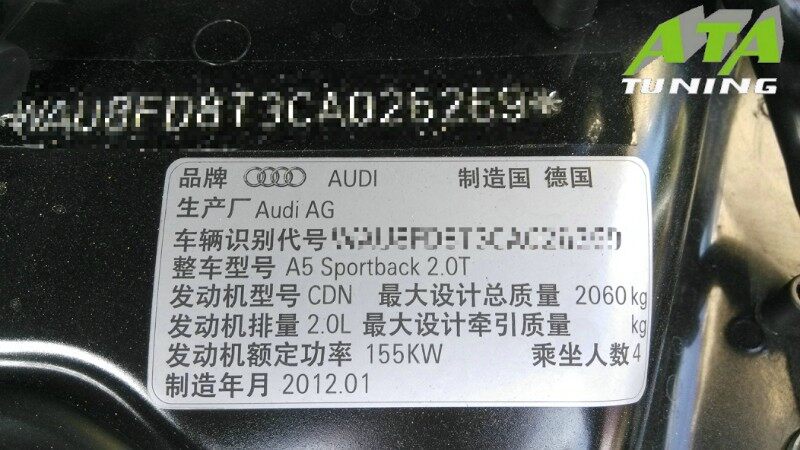 ATA
TUNING
品牌 AUDI 制造国 德国
生产厂 Audi AG
车辆识别代号
整车型号 A5 Sportback 2.0T
发动机型号 CDN 最大设计总质量 2060 kg
发动机排量 2.0L 最大设计牵引质量 kg
发动机额定功率 155KW 乘坐人数 4
制造年月 2012.01